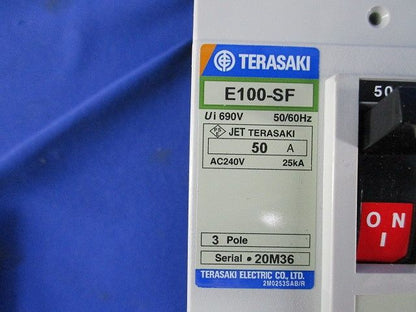 TERASAKI
E100-SF
Ui 690V 50/60Hz
JET TERASAKI
50 A
AC240V 25kA
3 Pole
Serial • 20M36
TERASAKI ELECTRIC CO., LTD.
2M0253SAB/R
50
ON
I